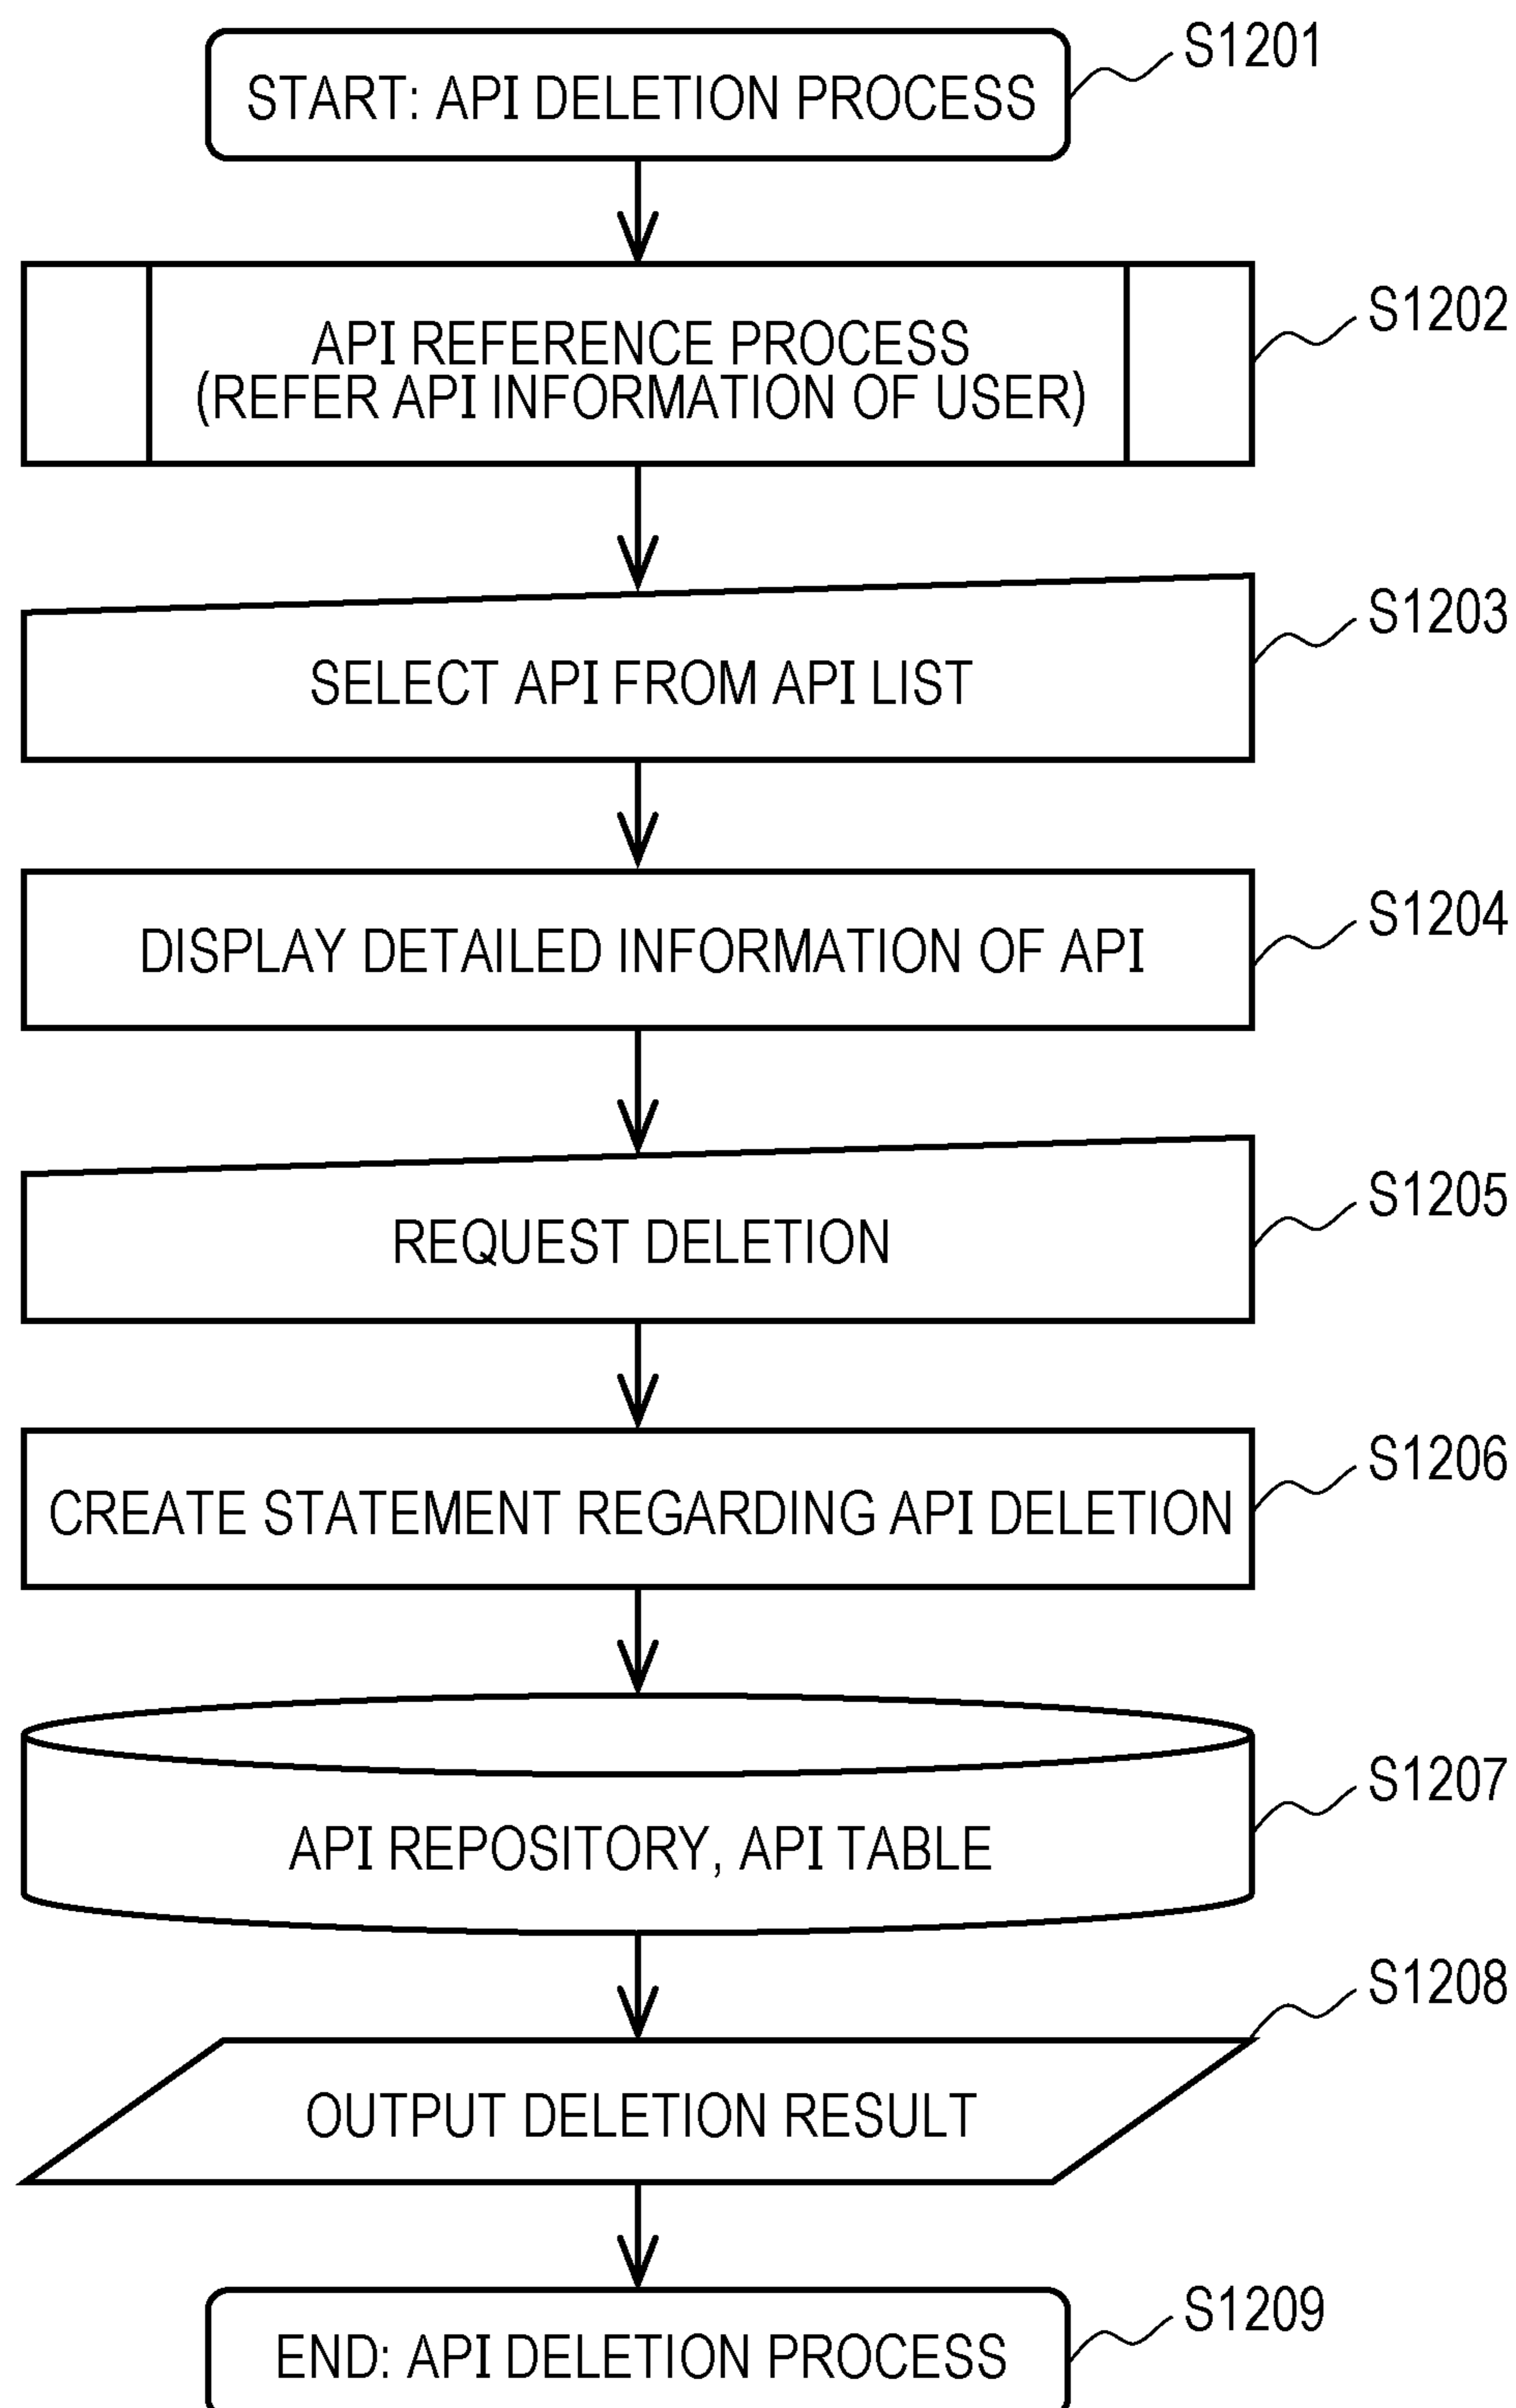 START: API DELETION PROCESS
S1201
API REFERENCE PROCESS
(REFER API INFORMATION OF USER)
S1202
SELECT API FROM API LIST
S1203
DISPLAY DETAILED INFORMATION OF API
S1204
REQUEST DELETION
S1205
CREATE STATEMENT REGARDING API DELETION
S1206
API REPOSITORY, API TABLE
S1207
OUTPUT DELETION RESULT
S1208
END: API DELETION PROCESS
S1209